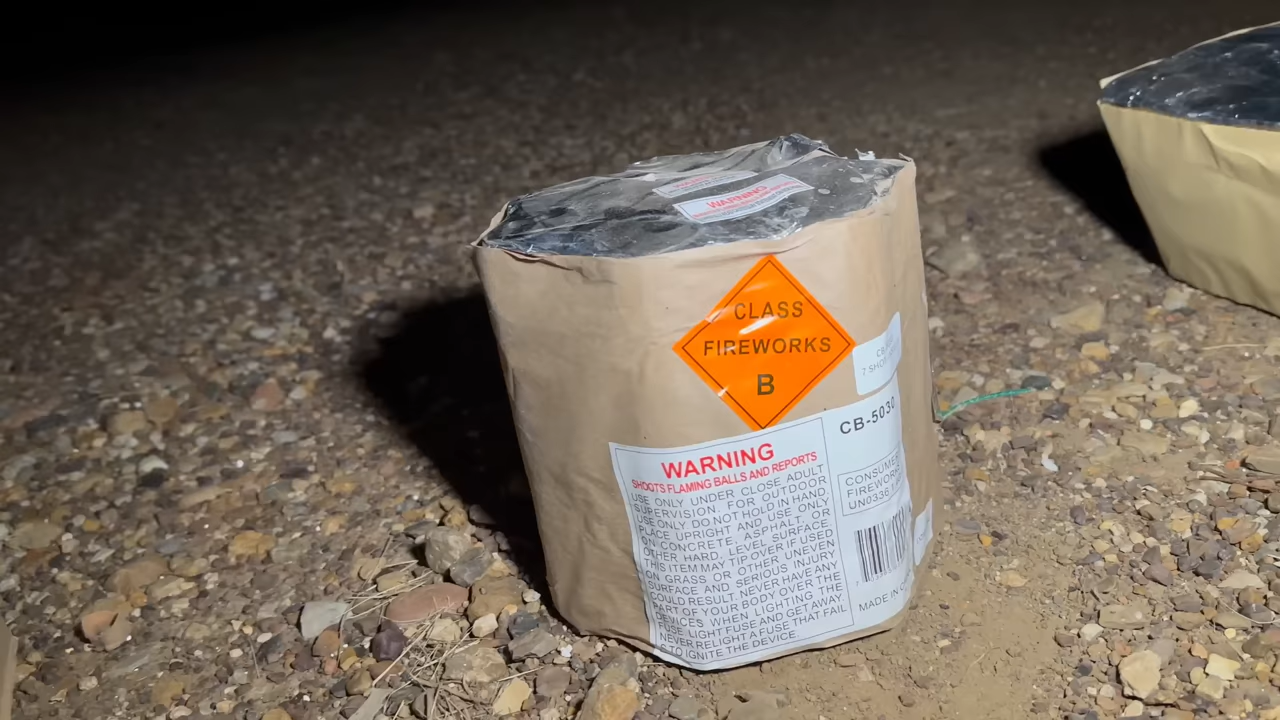 WARNING
WARNING
CLASS
FIREWORKS
B
7 SHO
CB-5030
WARNING
SHOOTS FLAMING BALLS AND REPORTS
USE ONLY UNDER CLOSE ADULT
SUPERVISION. FOR OUTDOOR
USE ONLY. DO NOT HOLD IN HAND.
PLACE UPRIGHT AND USE ONLY
ON CONCRETE, ASPHALT, OR
OTHER HARD, LEVEL SURFACE.
THIS ITEM MAY TIP OVER IF USED
ON GRASS OR OTHER UNEVEN
SURFACE AND SERIOUS INJURY
COULD RESULT. NEVER HAVE ANY
PART OF YOUR BODY OVER THE
DEVICES WHEN LIGHTING THE
FUSE. LIGHT FUSE AND GET AWAY.
NEVER RELIGHT A FUSE THAT FAIL
S TO IGNITE THE DEVICE.
CONSUMER
FIREWORKS
UN0336
MADE IN